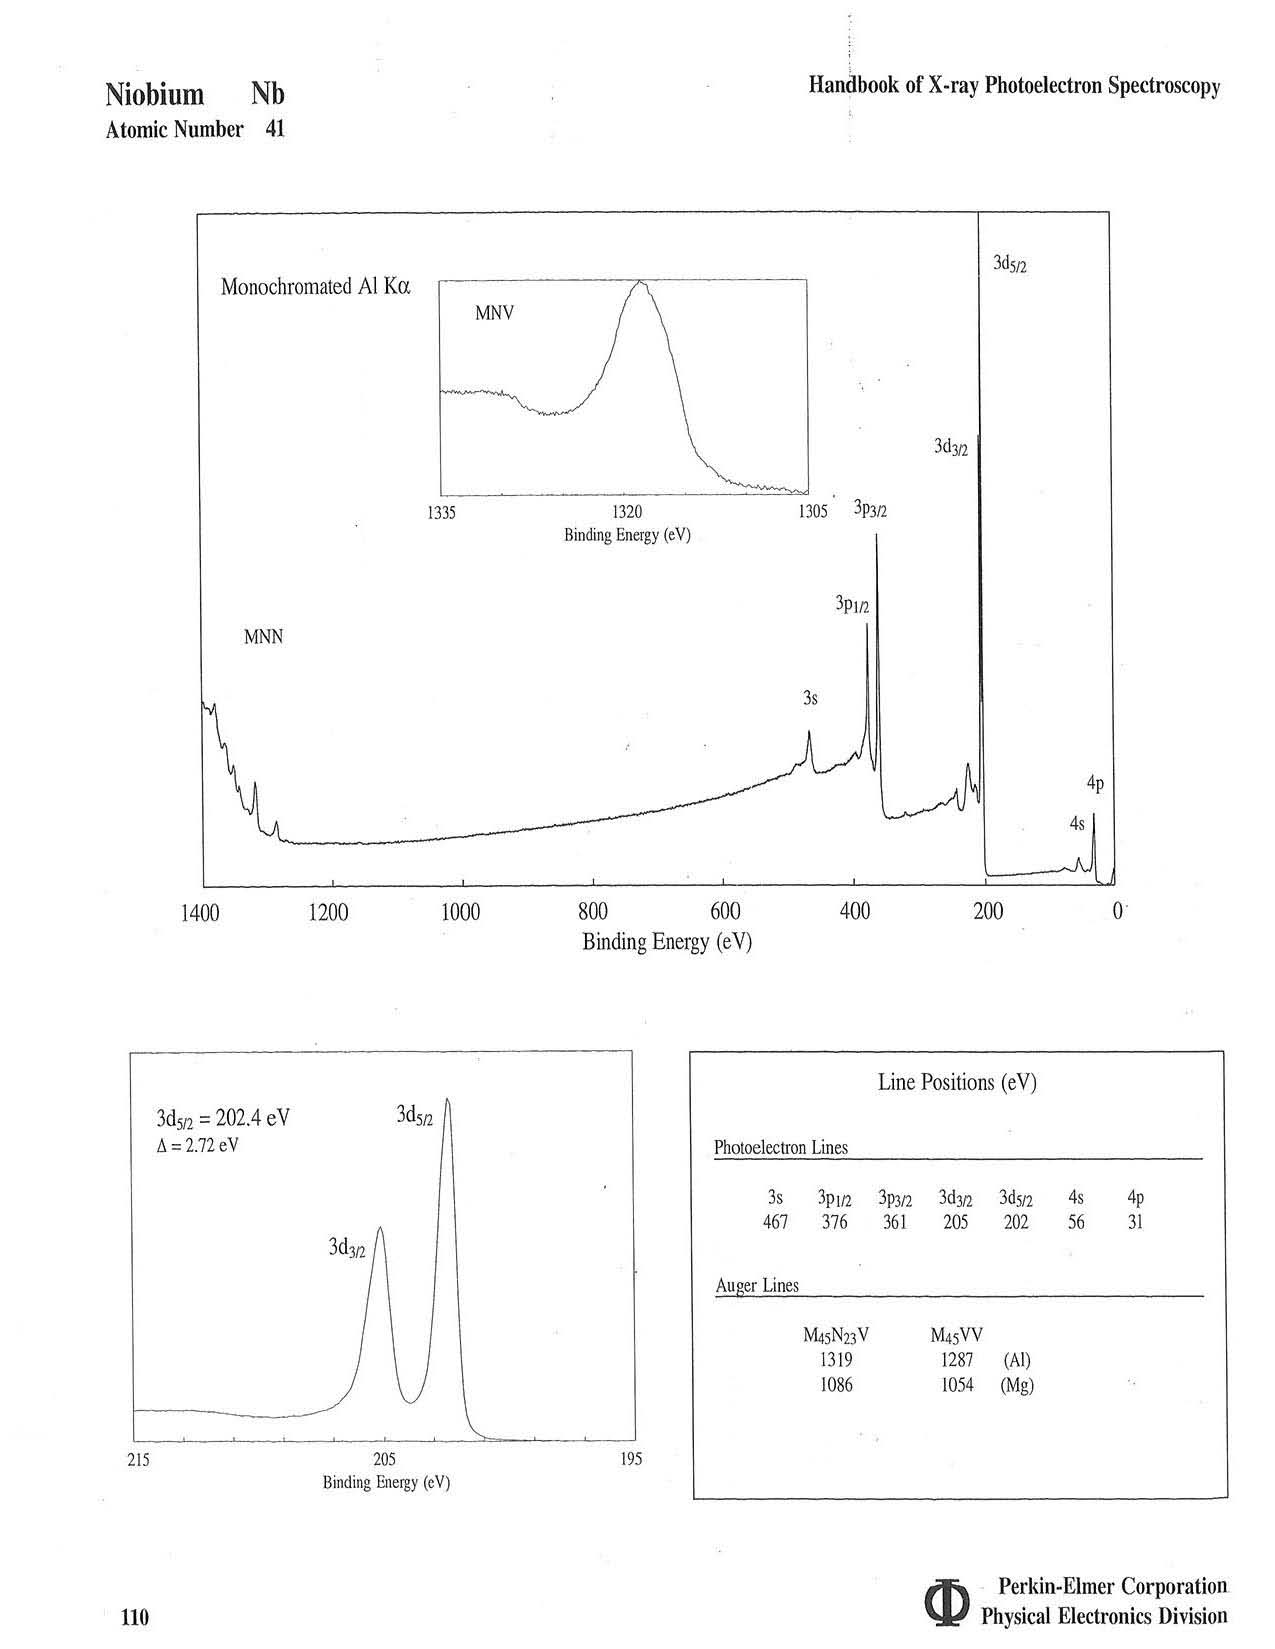 Niobium Nb
Atomic Number 41
Handbook of X-ray Photoelectron Spectroscopy
Monochromated Al Kα
MNV
1335 1320 1305
Binding Energy (eV)
3d5/2
3d3/2
3p3/2
3p1/2
MNN
3s
4p
4s
1400 1200 1000 800 600 400 200 0
Binding Energy (eV)
3d5/2 = 202.4 eV
Δ = 2.72 eV
3d5/2
3d3/2
215 205 195
Binding Energy (eV)
Line Positions (eV)
Photoelectron Lines
3s 3p1/2 3p3/2 3d3/2 3d5/2 4s 4p
467 376 361 205 202 56 31
Auger Lines
M45N23V M45VV
1319 1287 (Al)
1086 1054 (Mg)
110
Perkin-Elmer Corporation
Physical Electronics Division